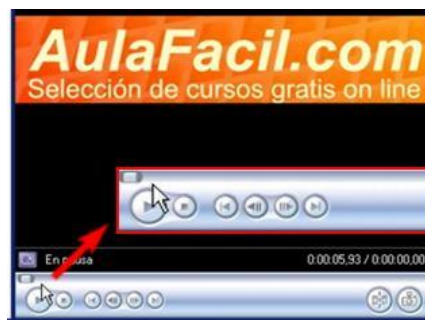 AulaFacil.com
Selección de cursos gratis on line
En pausa
0:00:05,93 / 0:00:00,00